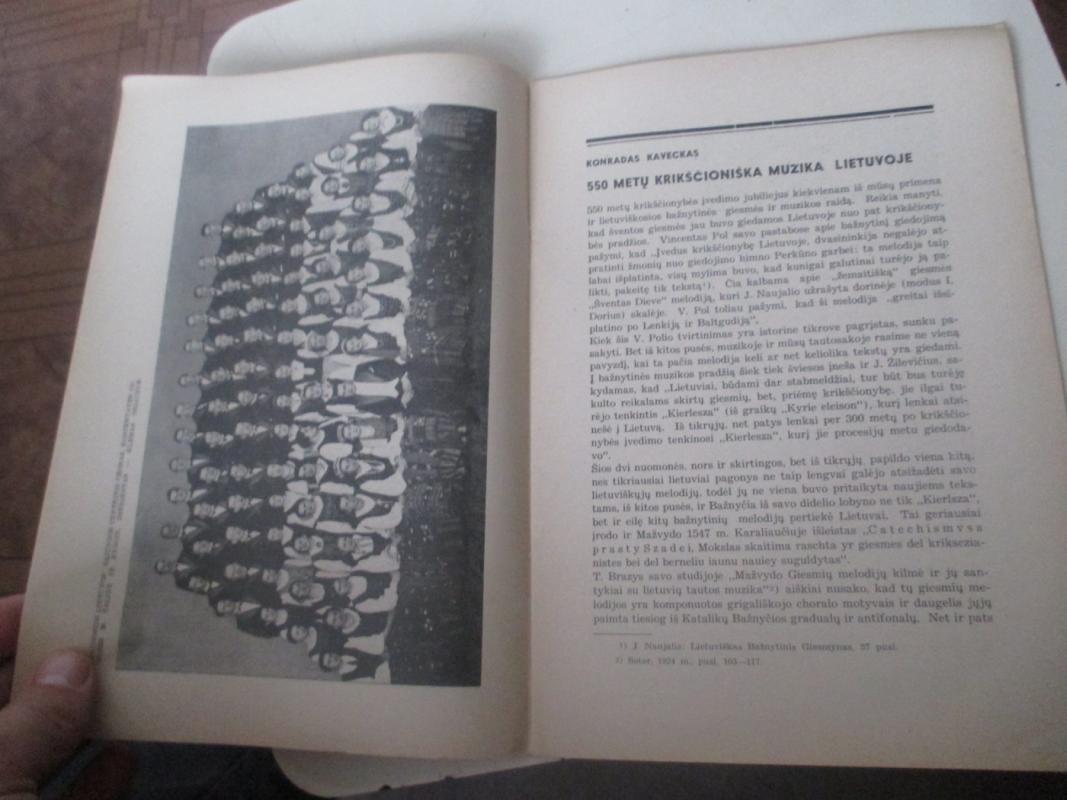 KONRADAS KAVECKAS
550 METŲ KRIKŠČIONIŠKA MUZIKA LIETUVOJE
550 metų krikščionybės įvedimo jubiliejus kiekvienam iš mūsų primena
ir lietuviškosios bažnytinės giesmės ir muzikos raidą. Reikia manyti,
kad šventos giesmės jau buvo giedamos Lietuvoje nuo pat krikščiony-
bės pradžios. Vincentas Pol savo pastabose apie bažnytinį giedojimą
pažymi, kad „Įvedus krikščionybę Lietuvoje, dvasininkija negalėjo at-
pratinti žmonių nuo giedojimo himno Perkūno garbei; ta melodija taip
labai išplatinta, visų mylima buvo, kad kunigai galutinai turėjo ją pa-
likti, pakeitę tik tekstą¹). Čia kalbama apie „žemaitišką" giesmės
„Šventas Dieve" melodiją, kuri J. Naujalio užrašyta dorinėje (modus I,
Dorius) skalėje. V. Pol toliau pažymi, kad ši melodija „greitai išsi-
platino po Lenkiją ir Baltgudiją".
Kiek šis V. Polio tvirtinimas yra istorine tikrove pagrįstas, sunku pa-
sakyti. Bet iš kitos pusės, muzikoje ir mūsų tautosakoje rasime ne vieną
pavyzdį, kai ta pačia melodija keli ar net keliolika tekstų yra giedami.
Į bažnytinės muzikos pradžią šiek tiek šviesos įneša ir J. Žilevičius, sa-
kydamas, kad „Lietuviai, būdami dar stabmeldžiai, tur būt bus turėję
kulto reikalams skirtų giesmių, bet, priėmę krikščionybę, jie ilgai tu-
rėjo tenkintis „Kierlesza" (iš graikų „Kyrie eleison"), kurį lenkai atsi-
nešė į Lietuvą. Iš tikrųjų, net patys lenkai per 300 metų po krikščio-
nybės įvedimo tenkinosi „Kierlesza", kurį jie procesijų metu giedoda-
vo".
Šios dvi nuomonės, nors ir skirtingos, bet iš tikrųjų papildo viena kitą,
nes tikriausiai lietuviai pagonys ne taip lengvai galėjo atsižadėti savo
lietuviškųjų melodijų, todėl jų ne viena buvo pritaikyta naujiems teks-
tams, iš kitos pusės, ir Bažnyčia iš savo didelio lobyno ne tik „Kierlsza",
bet ir eilę kitų bažnytinių melodijų pertiekė Lietuvai. Tai geriausiai
įrodo ir Mažvydo 1547 m. Karaliaučiuje išleistas „Catechismvsa
prasty Szadei, Mokslas skaitima raschta yr giesmes del kriksczia-
nistes bei del berneliu iaunu nauiey suguldytas".
T. Brazys savo studijoje „Mažvydo Giesmių melodijų kilmė ir jų san-
tykiai su lietuvių tautos muzika"²) aiškiai nusako, kad tų giesmių me-
lodijos yra komponuotos grigališkojo choralo motyvais ir daugelis jųjų
paimta tiesiog iš Katalikų Bažnyčios gradualų ir antifonalų. Net ir pats
1) J. Naujalis: Lietuviškas Bažnytinis Giesmynas, 57 pusl.
2) Soter, 1924 m., pusl. 103—117.